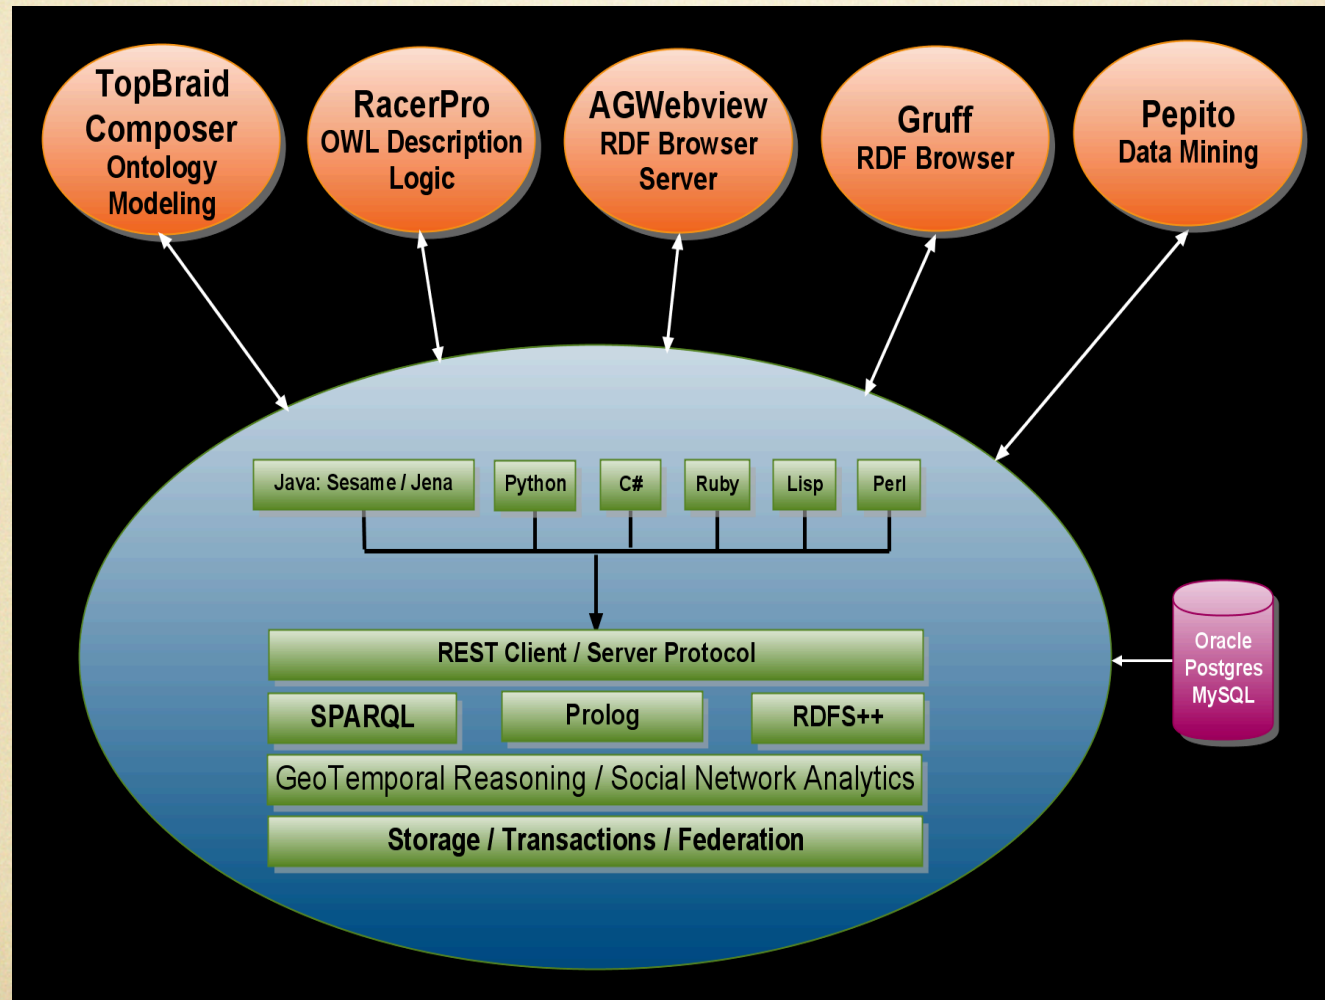 TopBraid
Composer
Ontology
Modeling
RacerPro
OWL Description
Logic
AGWebview
RDF Browser
Server
Gruff
RDF Browser
Pepito
Data Mining
Java: Sesame / Jena
Python
C#
Ruby
Lisp
Perl
REST Client / Server Protocol
SPARQL
Prolog
RDFS++
GeoTemporal Reasoning / Social Network Analytics
Storage / Transactions / Federation
Oracle
Postgres
MySQL